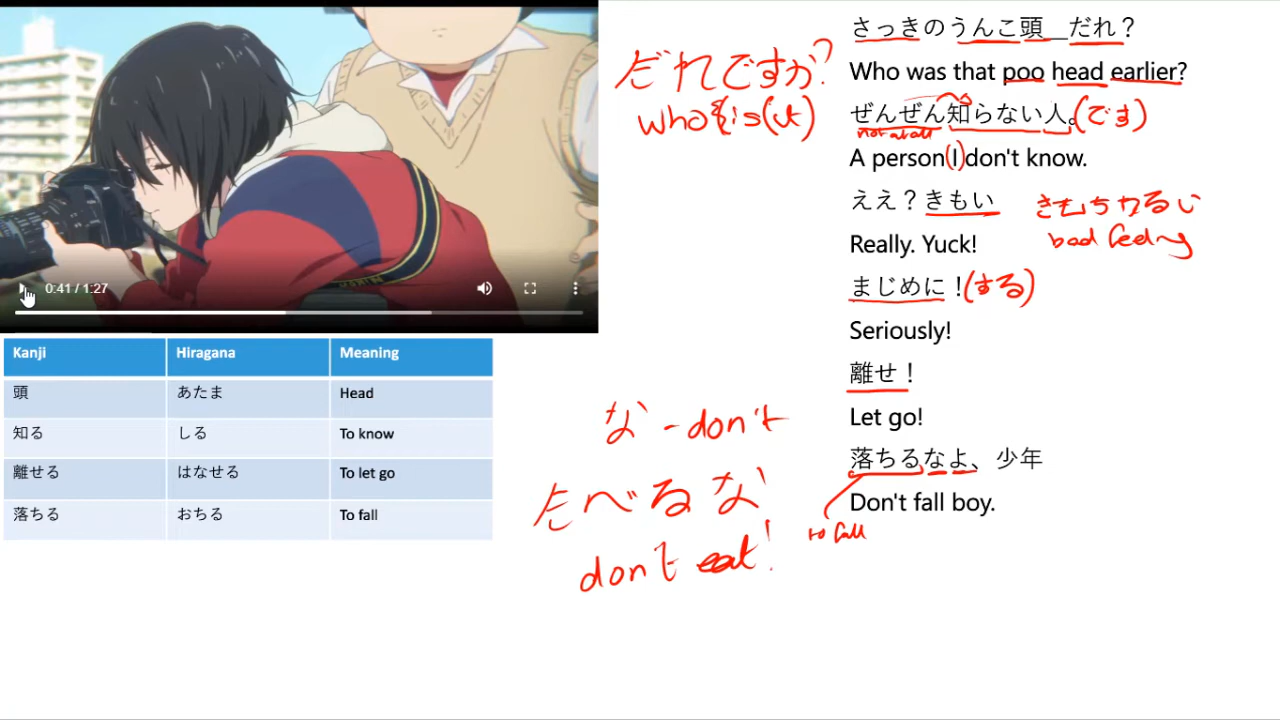 0:41 / 1:27
Kanji Hiragana Meaning
頭 あたま Head
知る しる To know
離せる はなせる To let go
落ちる おちる To fall
だれですか?
who is (it)
な - don't
たべるな
don't eat!
さっきのうんこ頭__だれ？
Who was that poo head earlier?
ぜんぜん知らない人。(です)
not at all
A person (I) don't know.
ええ？きもい
きもちわるい
bad feeling
Really. Yuck!
まじめに！(する)
Seriously!
離せ！
Let go!
落ちるなよ、少年
Don't fall boy.
to fall